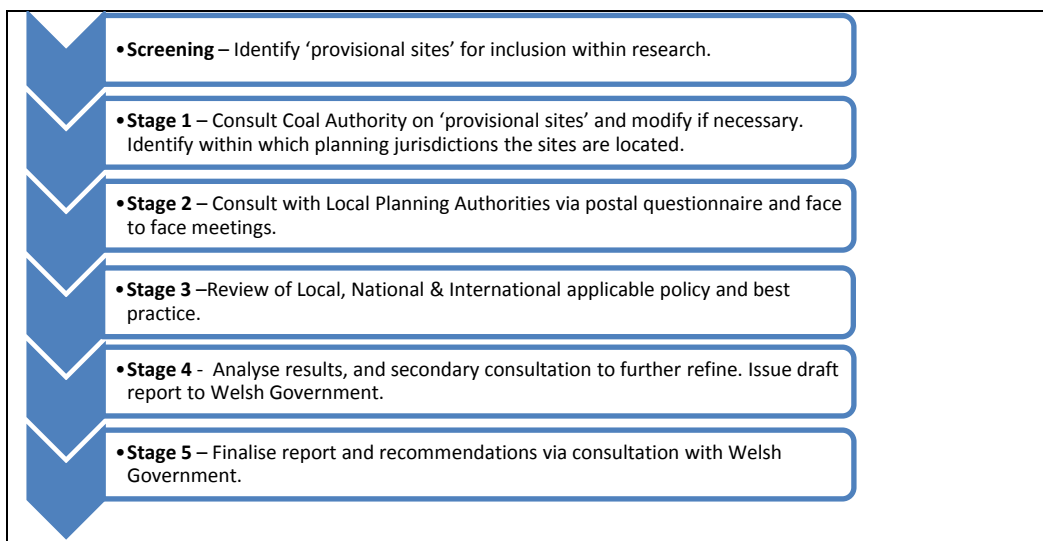 •Screening – Identify 'provisional sites' for inclusion within research.
•Stage 1 – Consult Coal Authority on 'provisional sites' and modify if necessary.
Identify within which planning jurisdictions the sites are located.
•Stage 2 – Consult with Local Planning Authorities via postal questionnaire and face
to face meetings.
•Stage 3 –Review of Local, National & International applicable policy and best
practice.
•Stage 4 - Analyse results, and secondary consultation to further refine. Issue draft
report to Welsh Government.
•Stage 5 – Finalise report and recommendations via consultation with Welsh
Government.